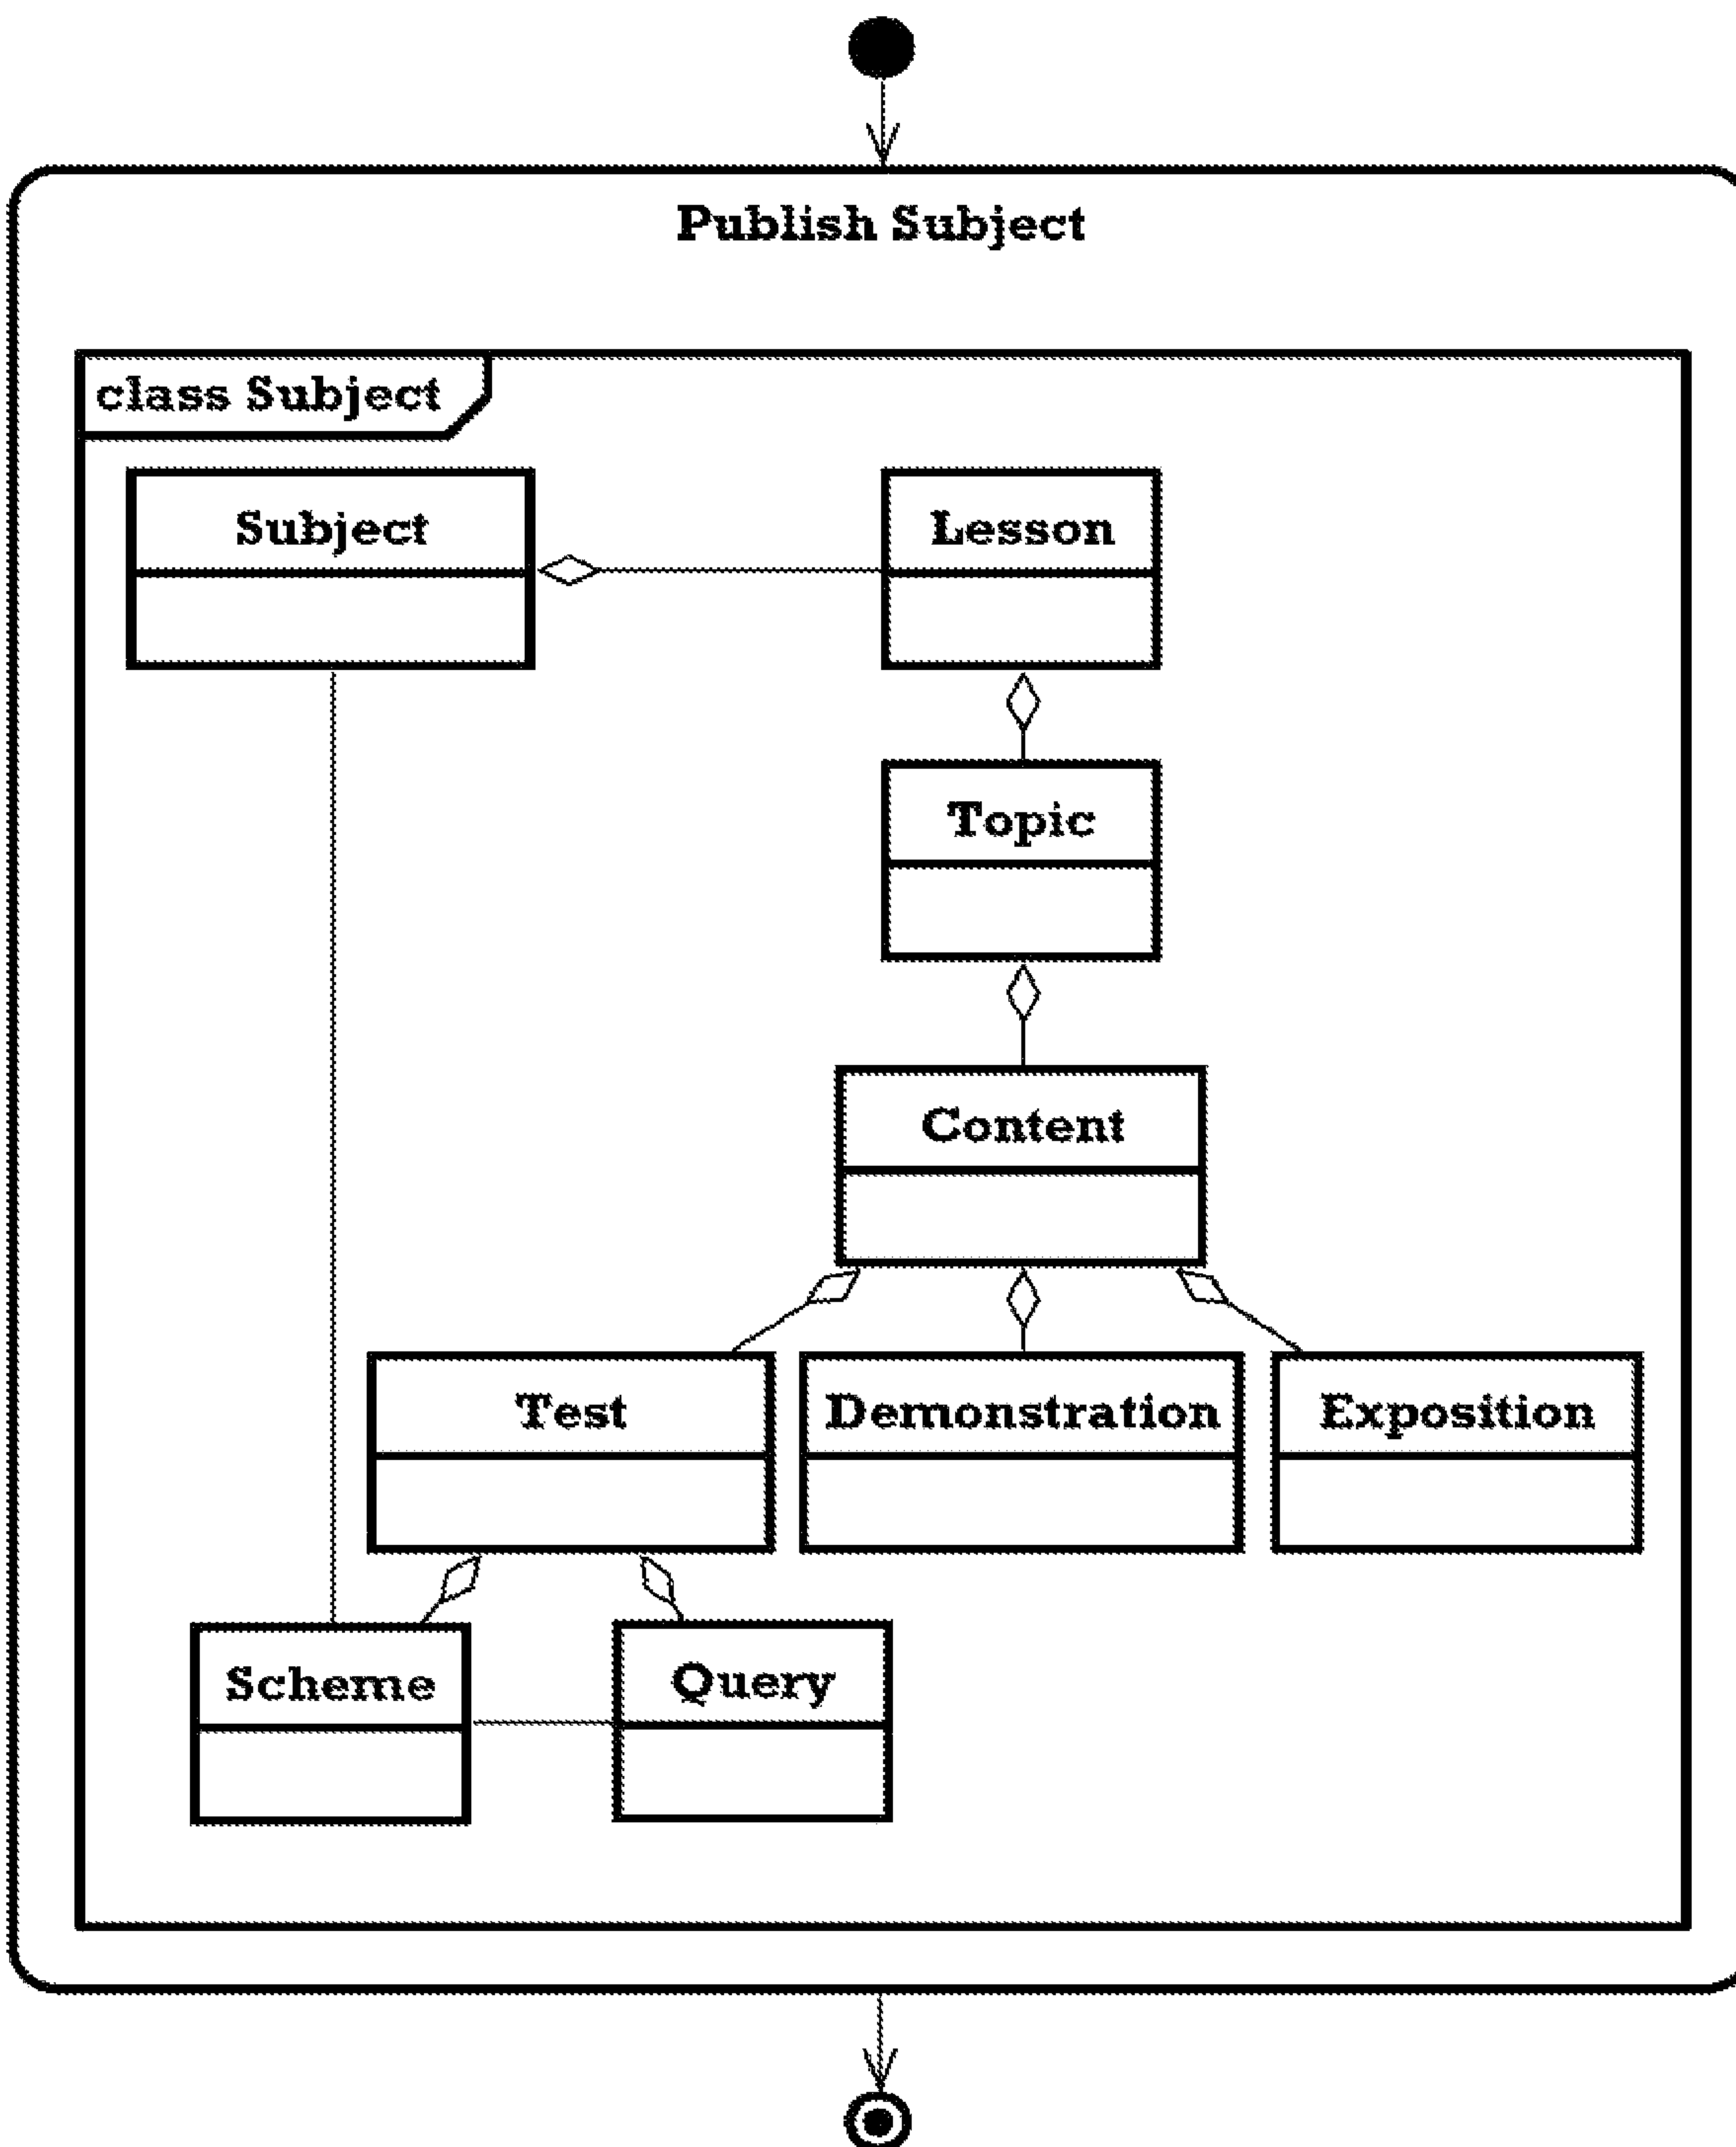 Publish Subject
class Subject
Subject
Lesson
Topic
Content
Test
Demonstration
Exposition
Scheme
Query